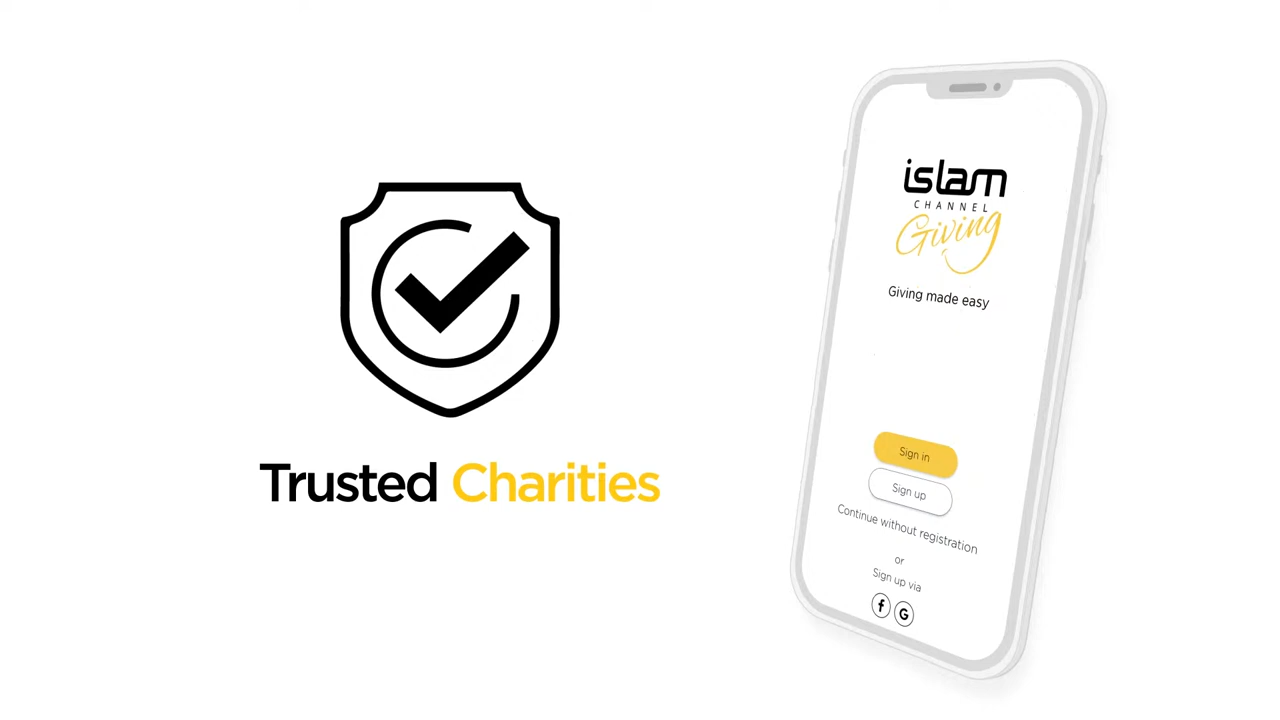 Trusted Charities
islam
CHANNEL
Giving
Giving made easy
Sign in
Sign up
Continue without registration
or
Sign up via
f G